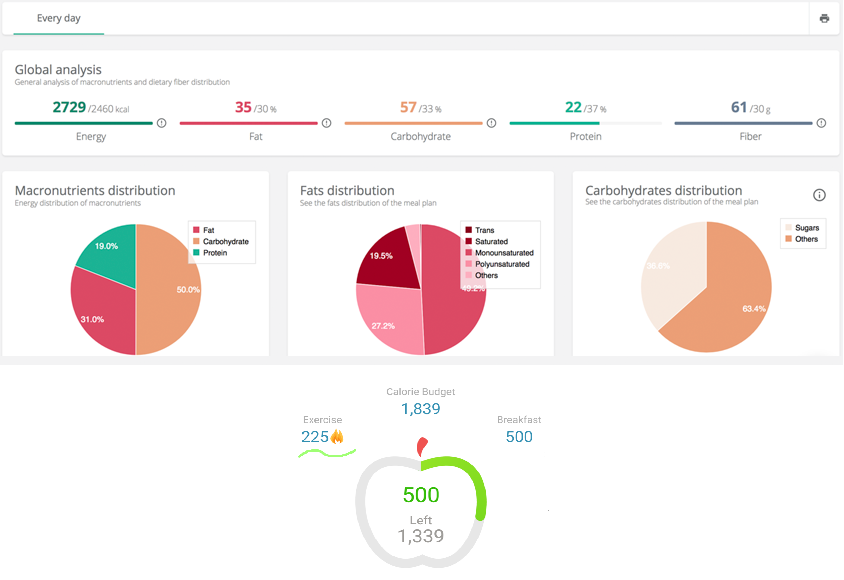 Every day
Global analysis
General analysis of macronutrients and dietary fiber distribution
2729 /2460 kcal
35 /30 %
57 /33 %
22 /37 %
61 /30 g
Energy
Fat
Carbohydrate
Protein
Fiber
Macronutrients distribution
Energy distribution of macronutrients
Fat
Carbohydrate
Protein
19.0%
50.0%
31.0%
Fats distribution
See the fats distribution of the meal plan
Trans
Saturated
Monounsaturated
Polyunsaturated
Others
19.5%
49.2%
27.2%
Carbohydrates distribution
See the carbohydrates distribution of the meal plan
Sugars
Others
36.6%
63.4%
Calorie Budget
1,839
Exercise
225
Breakfast
500
500
Left
1,339